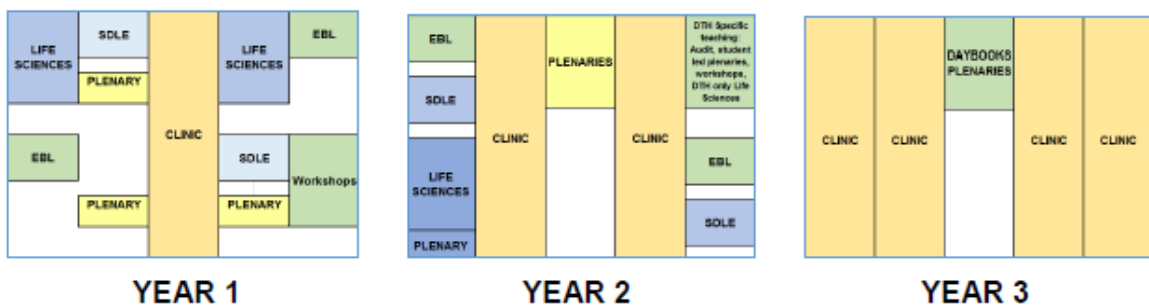 LIFE
SCIENCES
SDLE
PLENARY
LIFE
SCIENCES
EBL
CLINIC
EBL
SDLE
Workshops
PLENARY
PLENARY
YEAR 1
EBL
SDLE
LIFE
SCIENCES
PLENARY
CLINIC
PLENARIES
CLINIC
DTH Specific
teaching:
Audit, student
led plenaries,
workshops,
DTH only Life
Sciences
EBL
SDLE
YEAR 2
CLINIC
CLINIC
DAYBOOKS
PLENARIES
CLINIC
CLINIC
YEAR 3